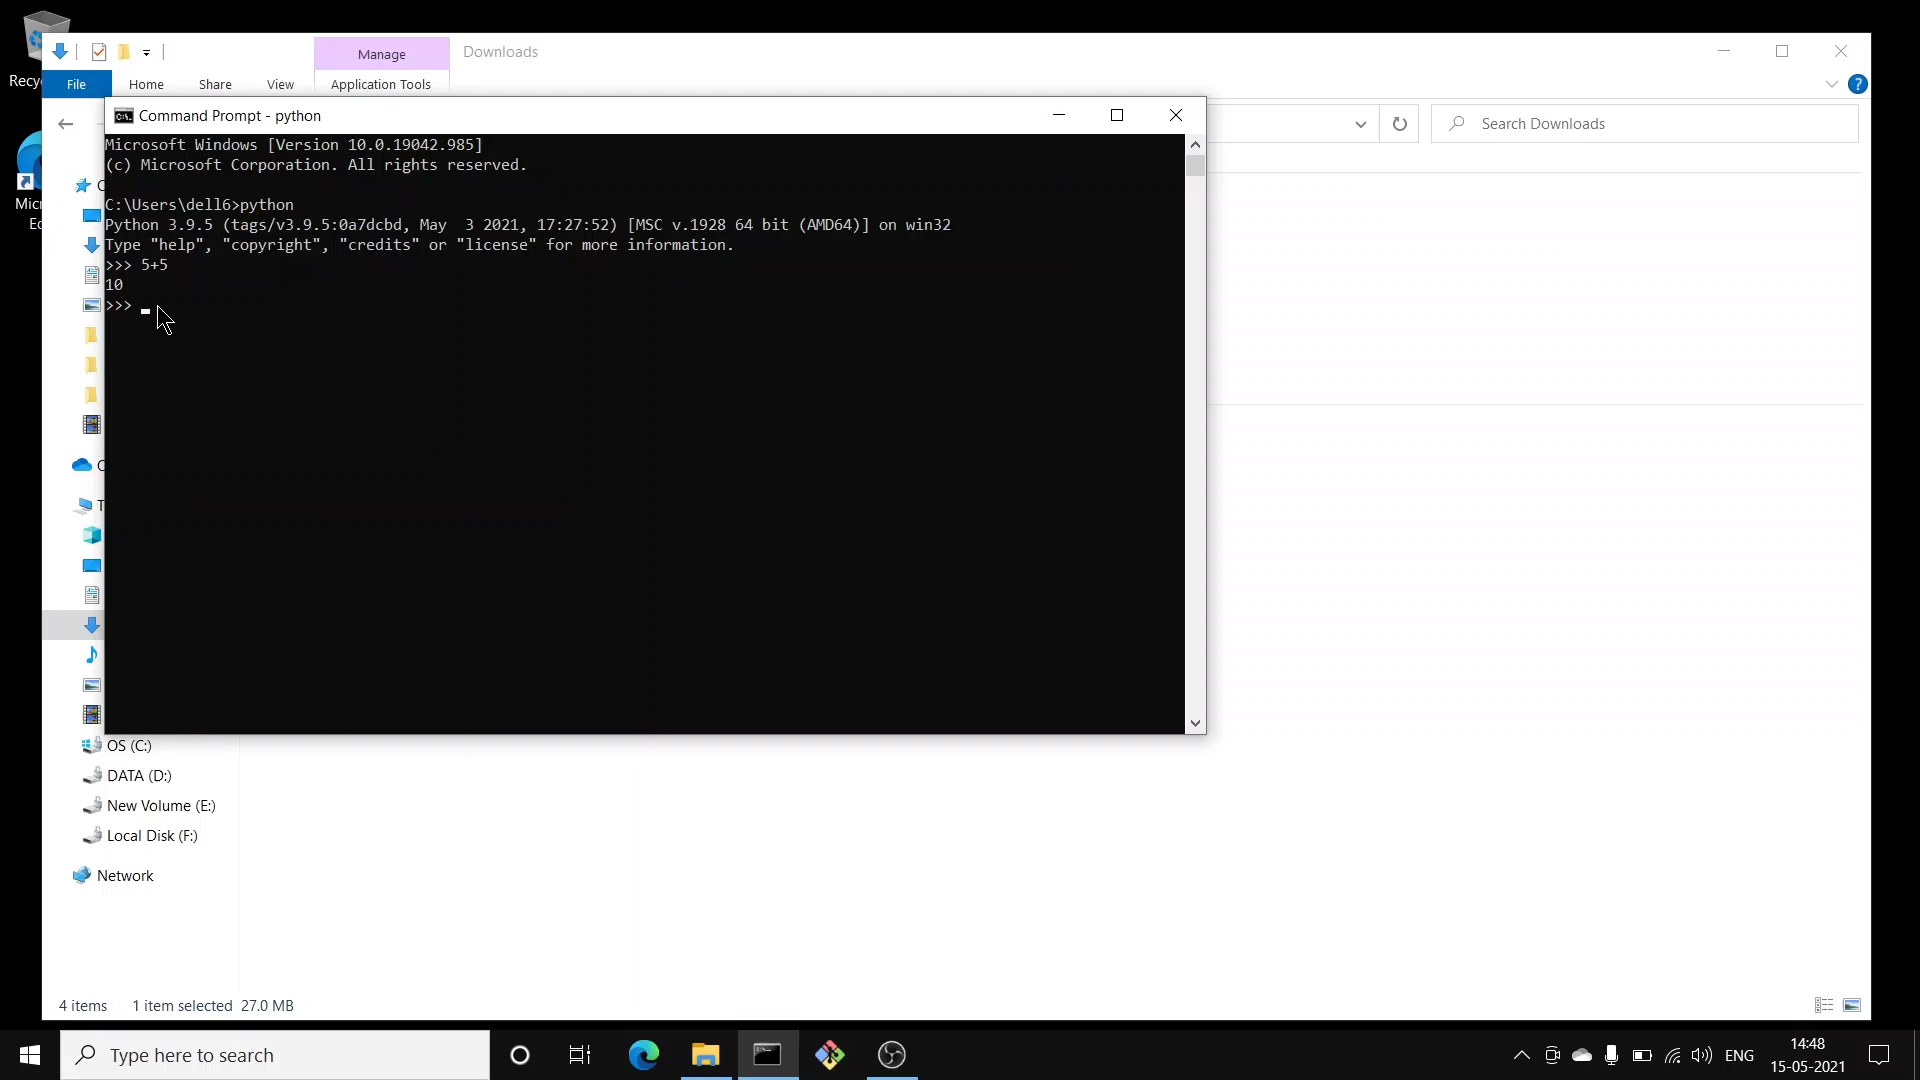 Recy
Manage
Downloads
File
Home
Share
View
Application Tools
Command Prompt - python
Search Downloads
Microsoft Windows [Version 10.0.19042.985]
(c) Microsoft Corporation. All rights reserved.
C:\Users\dell6>python
Python 3.9.5 (tags/v3.9.5:0a7dcbd, May  3 2021, 17:27:52) [MSC v.1928 64 bit (AMD64)] on win32
Type "help", "copyright", "credits" or "license" for more information.
>>> 5+5
10
>>>
Micr
Ed
OS (C:)
DATA (D:)
New Volume (E:)
Local Disk (F:)
Network
4 items
1 item selected 27.0 MB
Type here to search
ENG
14:48
15-05-2021